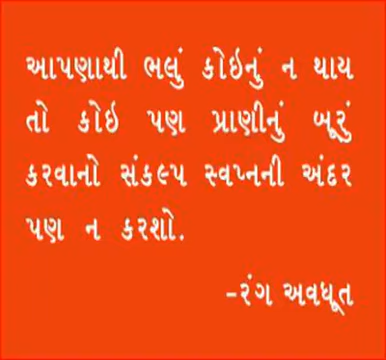 આપણાથી ભલું કોઇનું ન થાય
તો કોઇ પણ પ્રાણીનું બૂરું
કરવાનો સંકલ્પ સ્વપ્નની અંદર
પણ ન કરશો.
-રંગ અવધૂત